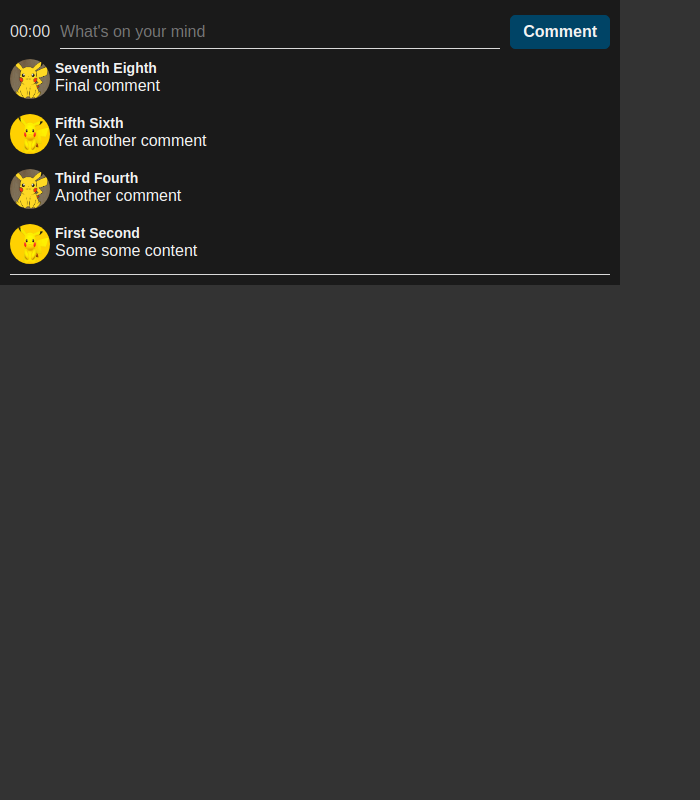 00:00 What's on your mind Comment
Seventh Eighth
Final comment
Fifth Sixth
Yet another comment
Third Fourth
Another comment
First Second
Some some content